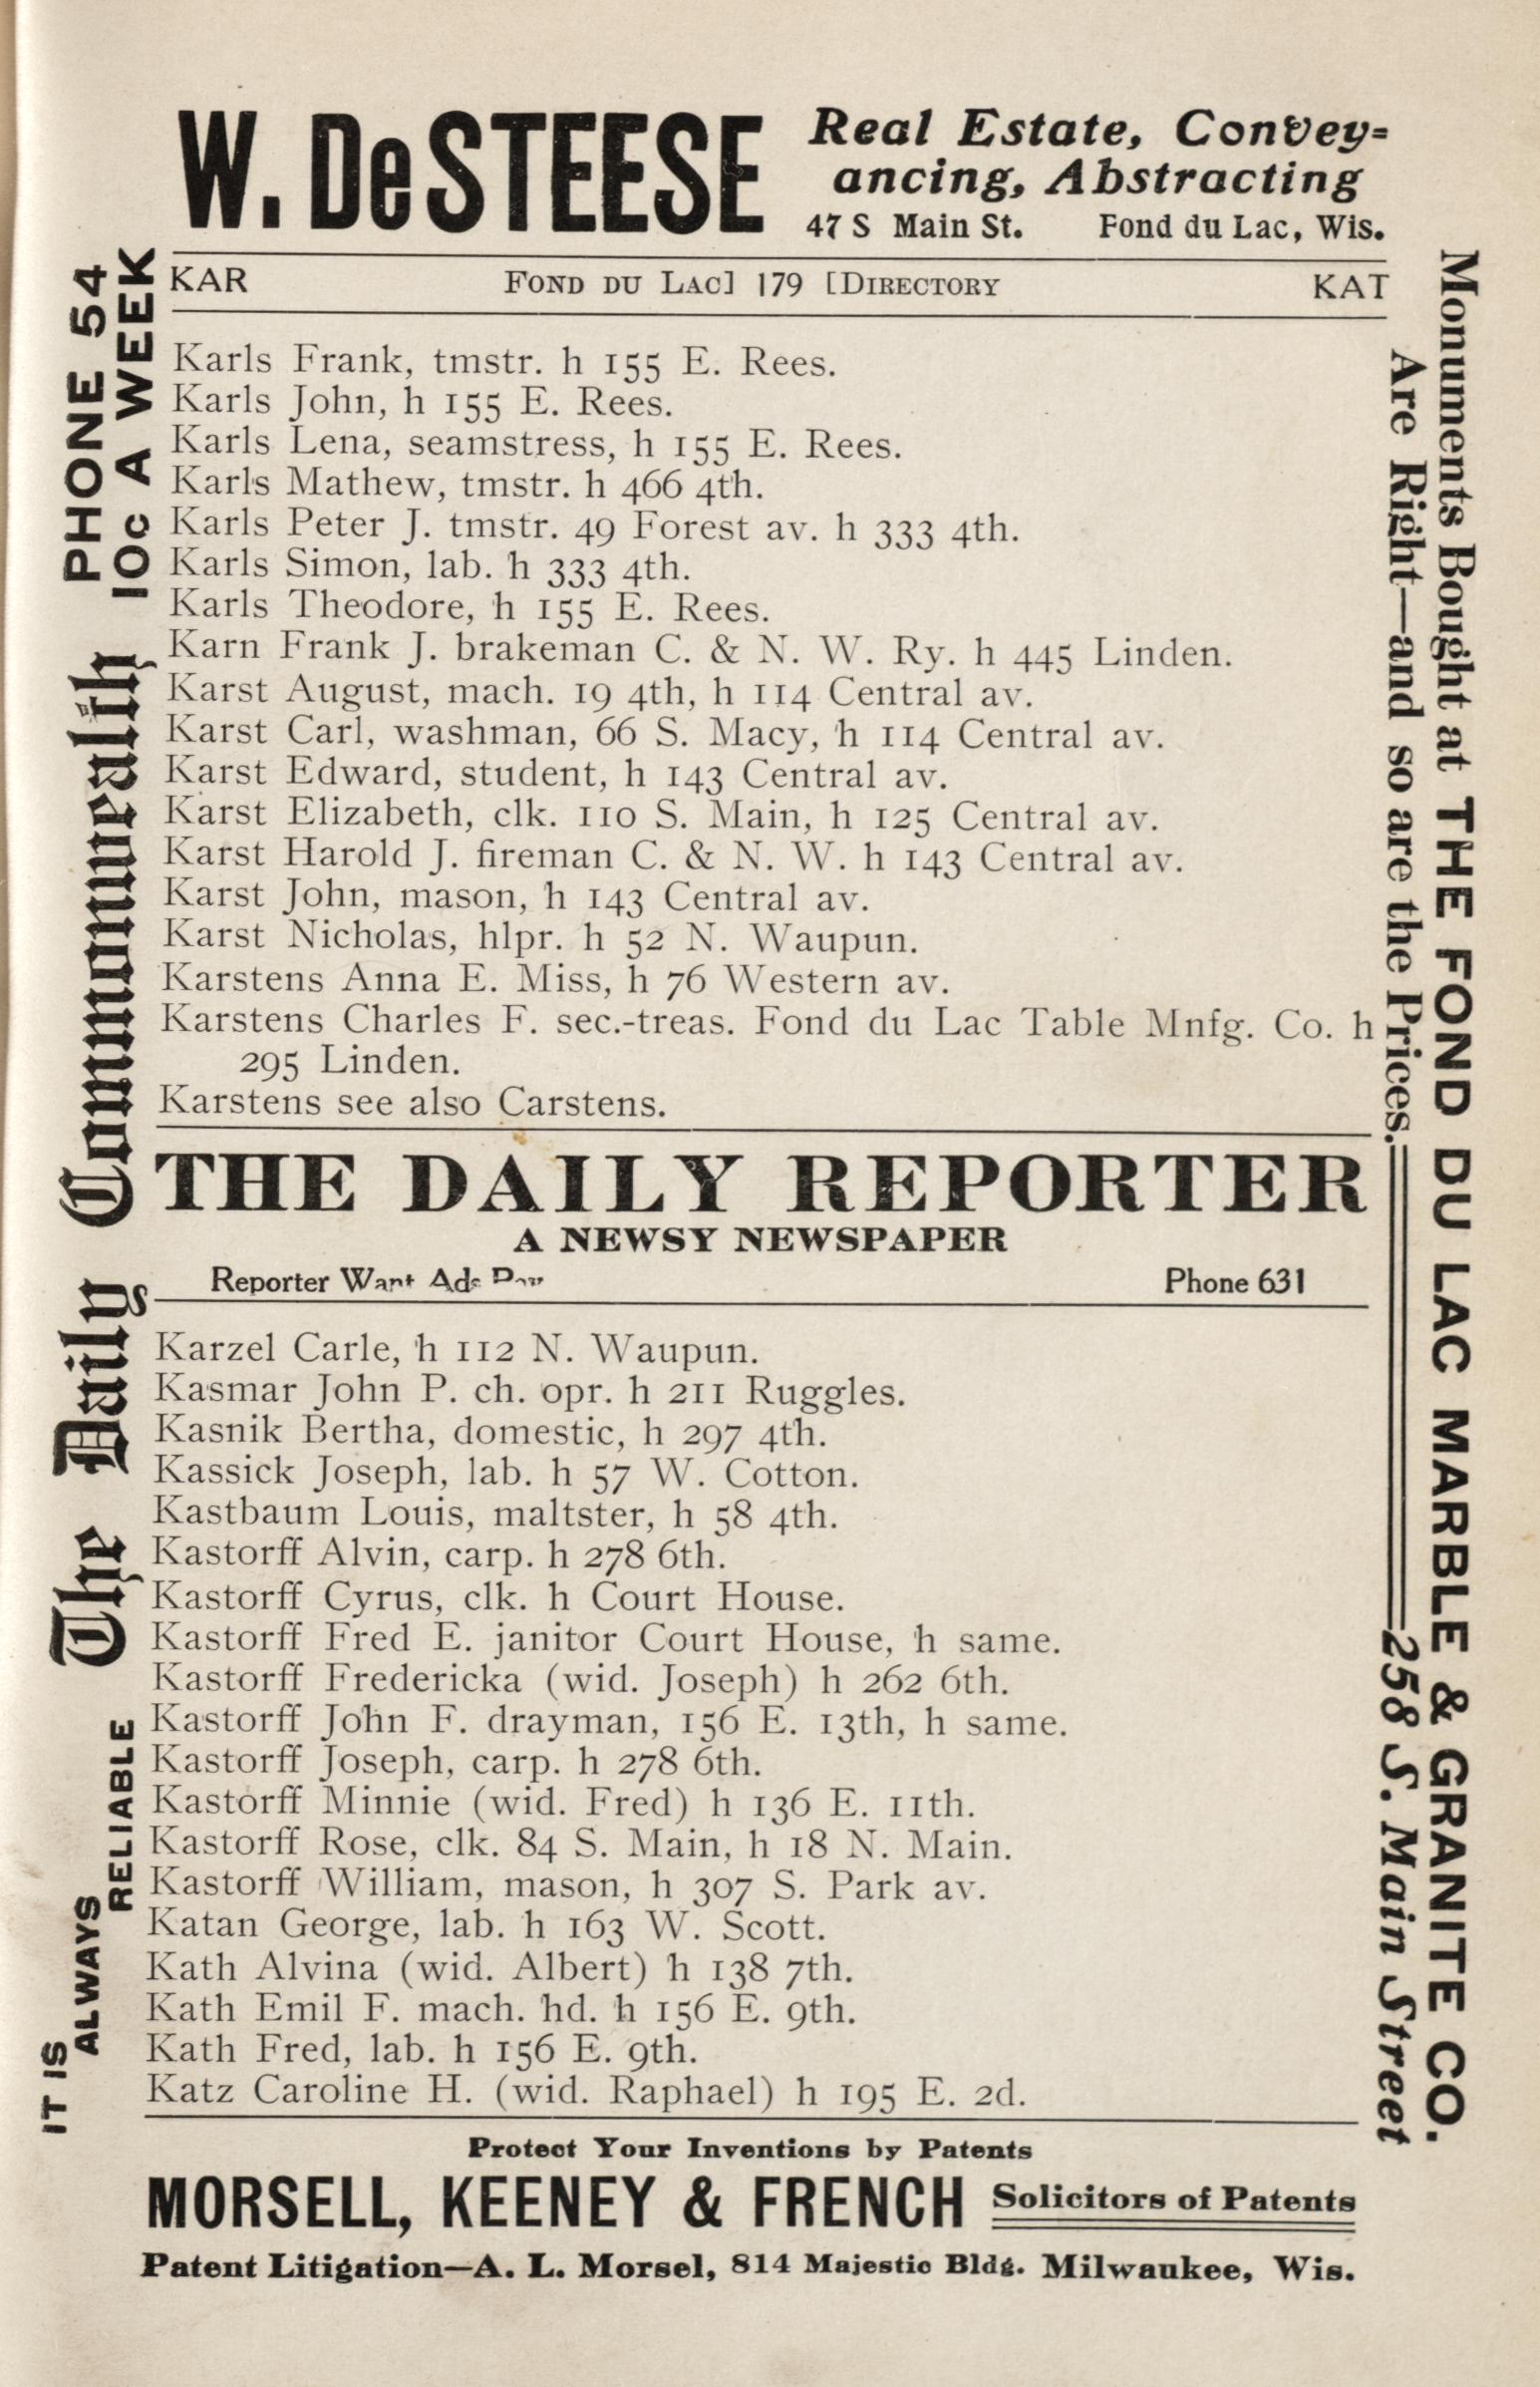 W. DeSTEESE
Real Estate, Convey=
ancing, Abstracting
47 S Main St. Fond du Lac, Wis.
KAR FOND DU LAC] 179 [DIRECTORY KAT
Karls Frank, tmstr. h 155 E. Rees.
Karls John, h 155 E. Rees.
Karls Lena, seamstress, h 155 E. Rees.
Karls Mathew, tmstr. h 466 4th.
Karls Peter J. tmstr. 49 Forest av. h 333 4th.
Karls Simon, lab. h 333 4th.
Karls Theodore, h 155 E. Rees.
Karn Frank J. brakeman C. & N. W. Ry. h 445 Linden.
Karst August, mach. 19 4th, h 114 Central av.
Karst Carl, washman, 66 S. Macy, h 114 Central av.
Karst Edward, student, h 143 Central av.
Karst Elizabeth, clk. 110 S. Main, h 125 Central av.
Karst Harold J. fireman C. & N. W. h 143 Central av.
Karst John, mason, h 143 Central av.
Karst Nicholas, hlpr. h 52 N. Waupun.
Karstens Anna E. Miss, h 76 Western av.
Karstens Charles F. sec.-treas. Fond du Lac Table Mnfg. Co. h
295 Linden.
Karstens see also Carstens.
THE DAILY REPORTER
A NEWSY NEWSPAPER
Reporter Want Ads Pay Phone 631
Karzel Carle, h 112 N. Waupun.
Kasmar John P. ch. opr. h 211 Ruggles.
Kasnik Bertha, domestic, h 297 4th.
Kassick Joseph, lab. h 57 W. Cotton.
Kastbaum Louis, maltster, h 58 4th.
Kastorff Alvin, carp. h 278 6th.
Kastorff Cyrus, clk. h Court House.
Kastorff Fred E. janitor Court House, h same.
Kastorff Fredericka (wid. Joseph) h 262 6th.
Kastorff John F. drayman, 156 E. 13th, h same.
Kastorff Joseph, carp. h 278 6th.
Kastorff Minnie (wid. Fred) h 136 E. 11th.
Kastorff Rose, clk. 84 S. Main, h 18 N. Main.
Kastorff William, mason, h 307 S. Park av.
Katan George, lab. h 163 W. Scott.
Kath Alvina (wid. Albert) h 138 7th.
Kath Emil F. mach. hd. h 156 E. 9th.
Kath Fred, lab. h 156 E. 9th.
Katz Caroline H. (wid. Raphael) h 195 E. 2d.
Protect Your Inventions by Patents
MORSELL, KEENEY & FRENCH Solicitors of Patents
Patent Litigation—A. L. Morsel, 814 Majestic Bldg. Milwaukee, Wis.
IT IS
ALWAYS
RELIABLE
The Daily Commonwealth
PHONE 54
10c A WEEK
Monuments Bought at THE FOND DU LAC MARBLE & GRANITE CO.
Are Right—and so are the Prices. 258 S. Main Street